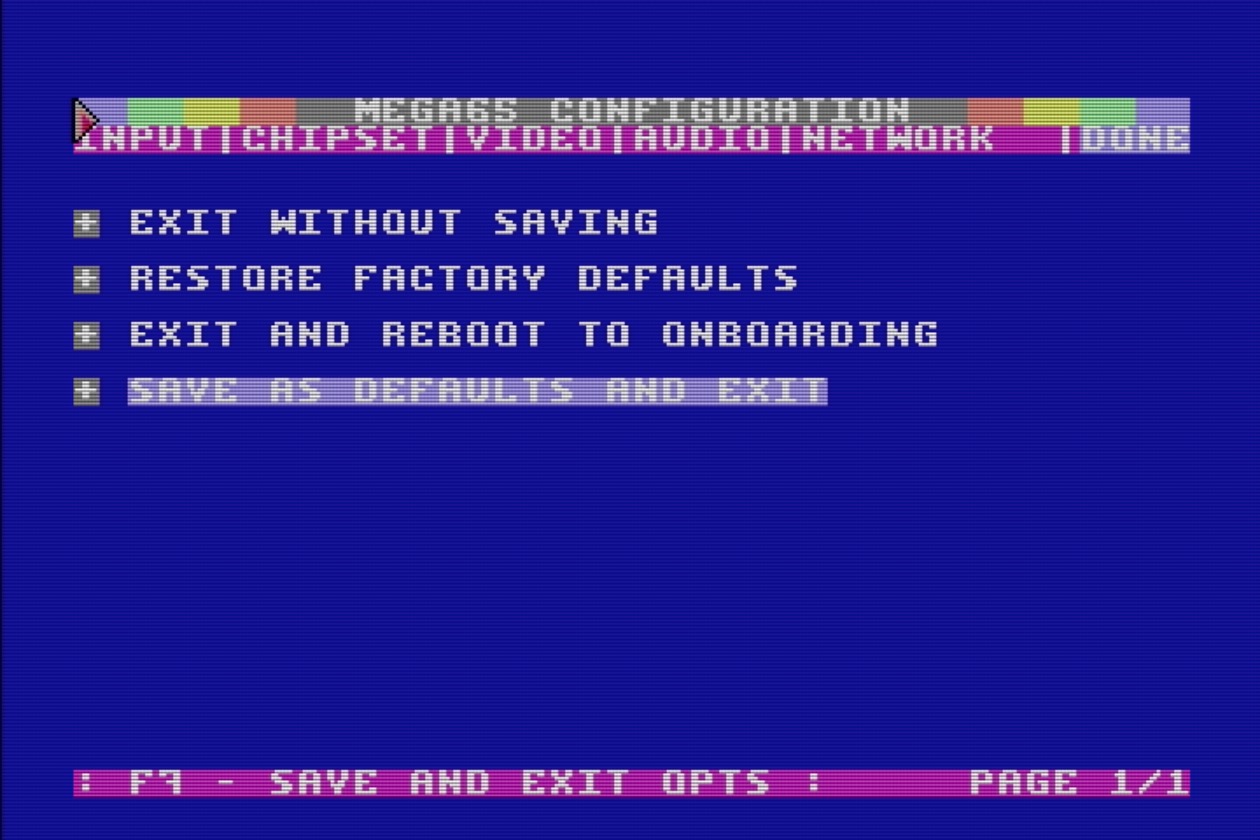 MEGA65 CONFIGURATION
INPUT|CHIPSET|VIDEO|AUDIO|NETWORK |DONE
EXIT WITHOUT SAVING
RESTORE FACTORY DEFAULTS
EXIT AND REBOOT TO ONBOARDING
SAVE AS DEFAULTS AND EXIT
: F7 - SAVE AND EXIT OPTS : PAGE 1/1